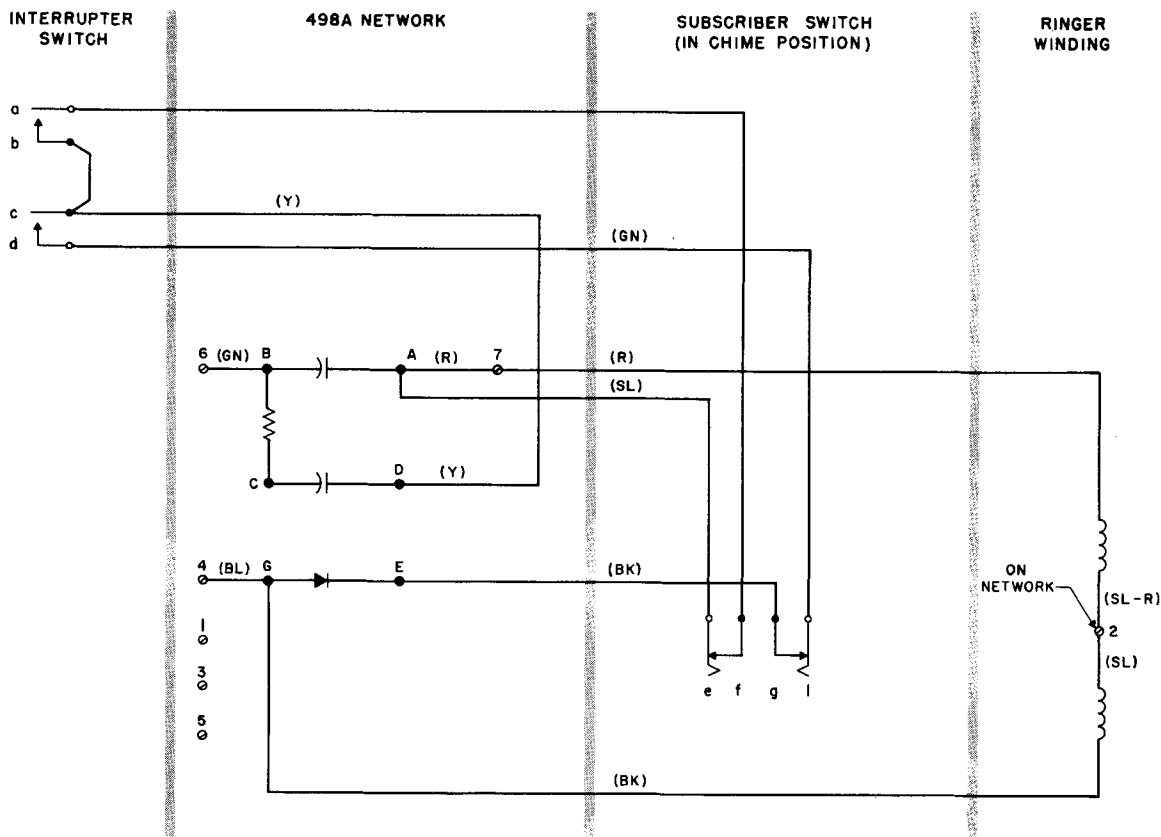 INTERRUPTER
SWITCH
498A NETWORK
SUBSCRIBER SWITCH
(IN CHIME POSITION)
RINGER
WINDING
a
b
c
(Y)
d
(GN)
6 (GN) B
A (R) 7
(R)
(SL)
C
D (Y)
4 (BL) G
E
(BK)
ON
NETWORK
(SL-R)
1
2
(SL)
3
e f g l
5
(BK)